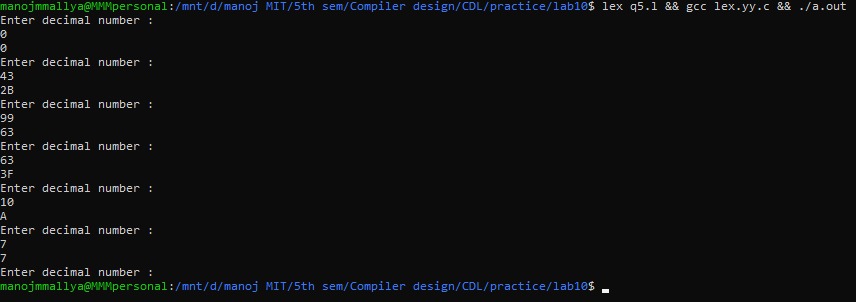 manojmmallya@MMMpersonal:/mnt/d/manoj MIT/5th sem/Compiler design/CDL/practice/lab10$ lex q5.l && gcc lex.yy.c && ./a.out
Enter decimal number :
0
0
Enter decimal number :
43
2B
Enter decimal number :
99
63
Enter decimal number :
63
3F
Enter decimal number :
10
A
Enter decimal number :
7
7
Enter decimal number :
manojmmallya@MMMpersonal:/mnt/d/manoj MIT/5th sem/Compiler design/CDL/practice/lab10$